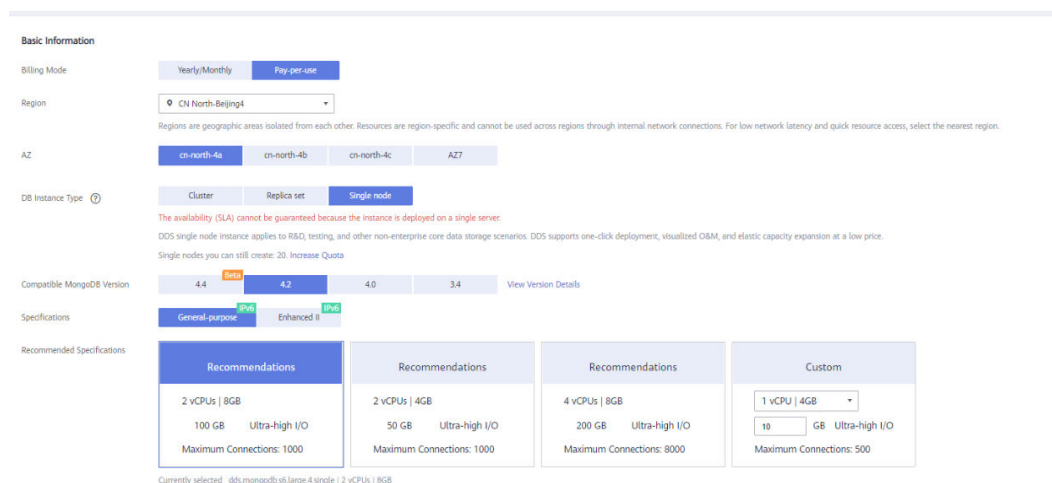 Basic Information
Billing Mode Yearly/Monthly Pay-per-use
Region CN North-Beijing4
Regions are geographic areas isolated from each other. Resources are region-specific and cannot be used across regions through internal network connections. For low network latency and quick resource access, select the nearest region.
AZ cn-north-4a cn-north-4b cn-north-4c AZ7
DB Instance Type ? Cluster Replica set Single node
The availability (SLA) cannot be guaranteed because the instance is deployed on a single server.
DDS single node instance applies to R&D, testing, and other non-enterprise core data storage scenarios. DDS supports one-click deployment, visualized O&M, and elastic capacity expansion at a low price.
Single nodes you can still create: 20. Increase Quota
Compatible MongoDB Version 4.4 Beta 4.2 4.0 3.4 View Version Details
Specifications General-purpose IPv6 Enhanced II IPv6
Recommended Specifications
Recommendations Recommendations Recommendations Custom
2 vCPUs | 8GB 2 vCPUs | 4GB 4 vCPUs | 8GB 1 vCPU | 4GB
100 GB Ultra-high I/O 50 GB Ultra-high I/O 200 GB Ultra-high I/O 10 GB Ultra-high I/O
Maximum Connections: 1000 Maximum Connections: 1000 Maximum Connections: 8000 Maximum Connections: 500
Currently selected dds.mongodb.s6.large.4.single | 2 vCPUs | 8GB